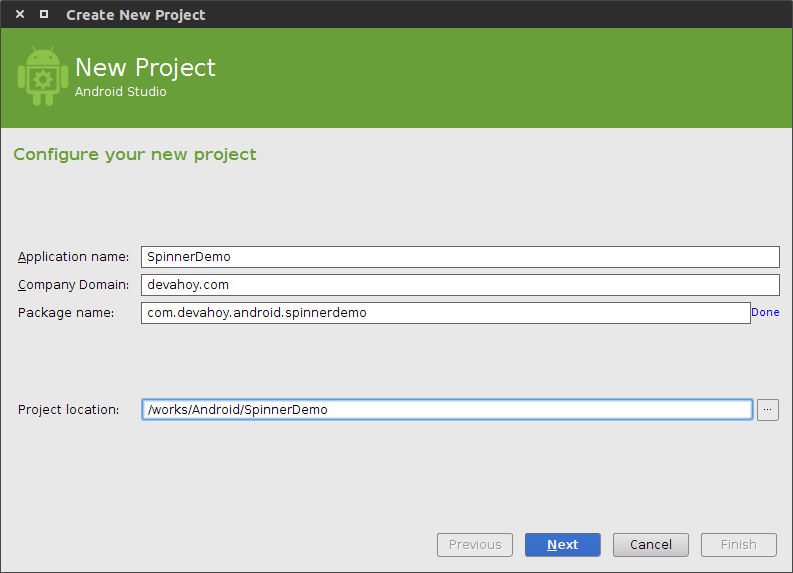 Create New Project
New Project
Android Studio
Configure your new project
Application name: SpinnerDemo
Company Domain: devahoy.com
Package name: com.devahoy.android.spinnerdemo Done
Project location: /works/Android/SpinnerDemo ...
Previous Next Cancel Finish